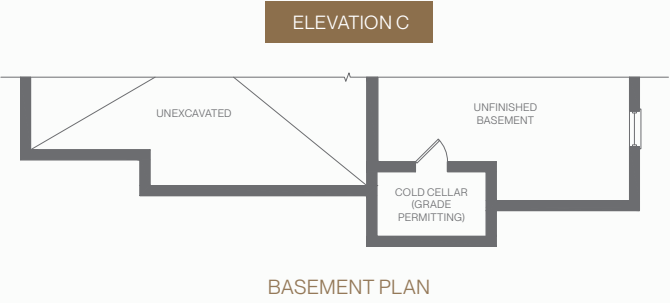 ELEVATION C
UNEXCAVATED
UNFINISHED
BASEMENT
COLD CELLAR
(GRADE
PERMITTING)
BASEMENT PLAN